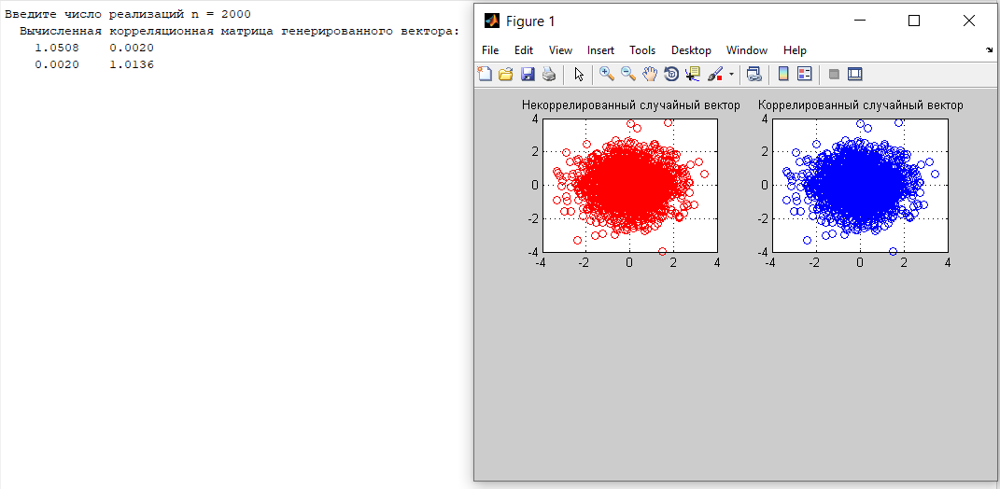 Введите число реализаций n = 2000
Вычисленная корреляционная матрица генерированного вектора:
1.0508 0.0020
0.0020 1.0136
Figure 1
File Edit View Insert Tools Desktop Window Help
Некоррелированный случайный вектор
4
2
0
-2
-4
-4 -2 0 2 4
Коррелированный случайный вектор
4
2
0
-2
-4
-4 -2 0 2 4